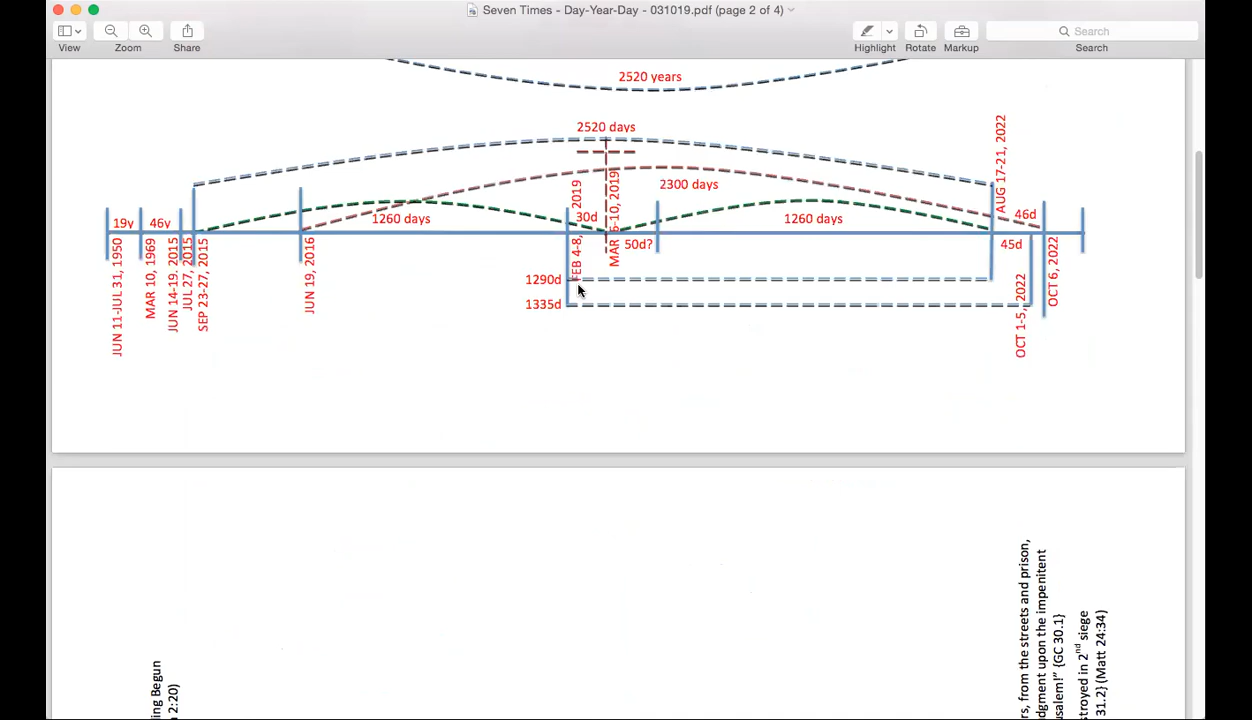 Seven Times - Day-Year-Day - 031019.pdf (page 2 of 4)
View
Zoom
Share
Highlight
Rotate
Markup
Search
Search
2520 years
2520 days
2300 days
1260 days
1260 days
19y
46y
30d
50d?
46d
45d
1290d
1335d
JUN 11-JUL 31, 1950
MAR 10, 1969
JUN 14-19. 2015
JUL 27, 2015
SEP 23-27, 2015
JUN 19, 2016
FEB 4-8, 2019
MAR 6-10, 2019
AUG 17-21, 2022
OCT 1-5, 2022
OCT 6, 2022
ing Begun
2:20)
rs, from the streets and prison,
dgment upon the impenitent
usalem!" {GC 30.1}
stroyed in 2nd siege
31.2} (Matt 24:34)